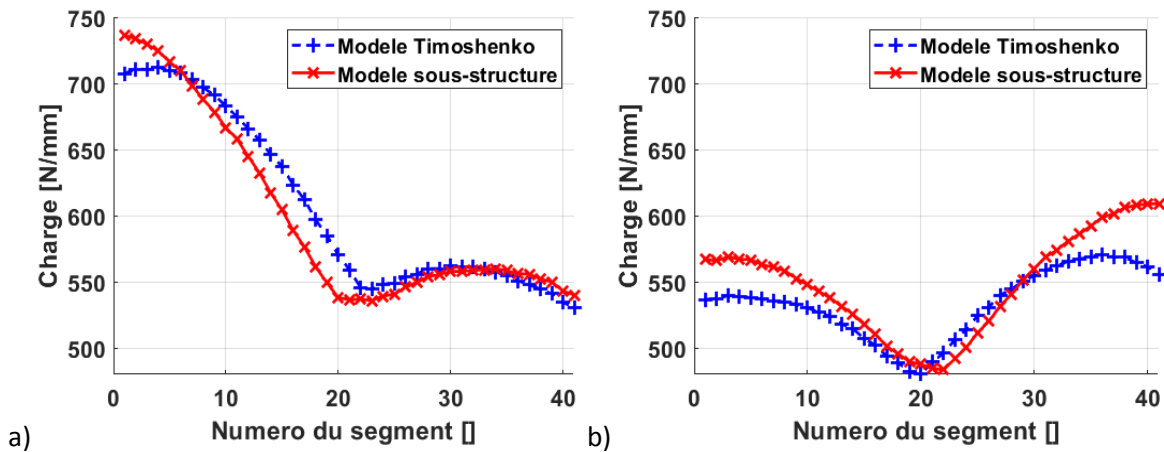 750
700
650
600
550
500
0
10
20
30
40
Charge [N/mm]
Numero du segment []
Modele Timoshenko
Modele sous-structure
a)
750
700
650
600
550
500
0
10
20
30
40
Charge [N/mm]
Numero du segment []
Modele Timoshenko
Modele sous-structure
b)